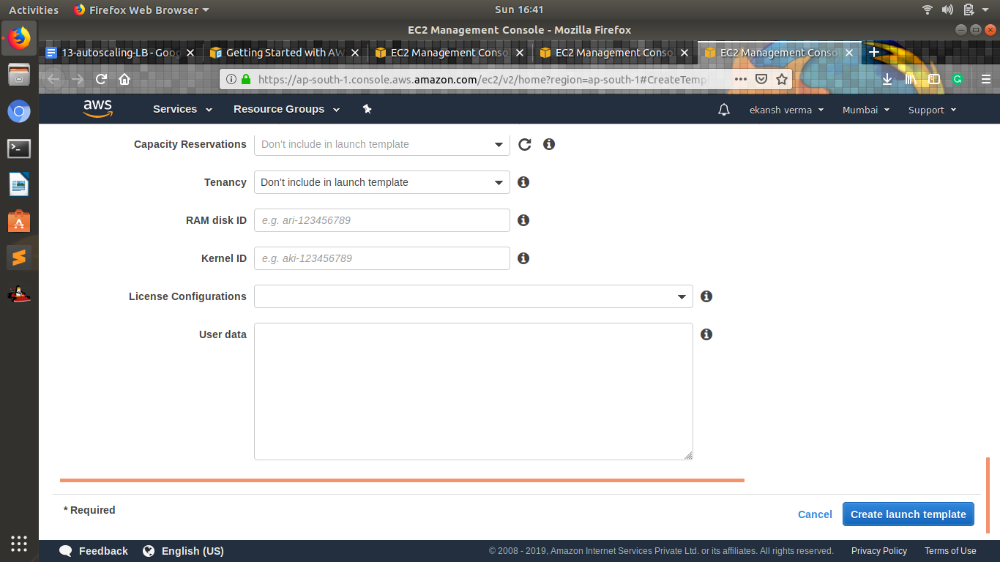 Activities Firefox Web Browser Sun 16:41
EC2 Management Console - Mozilla Firefox
13-autoscaling-LB - Goog Getting Started with AW EC2 Management Conso EC2 Management Conso EC2 Management Conso
https://ap-south-1.console.aws.amazon.com/ec2/v2/home?region=ap-south-1#CreateTemp
aws Services Resource Groups ekansh verma Mumbai Support
Capacity Reservations Don't include in launch template
Tenancy Don't include in launch template
RAM disk ID e.g. ari-123456789
Kernel ID e.g. aki-123456789
License Configurations
User data
* Required
Cancel Create launch template
Feedback English (US) © 2008 - 2019, Amazon Internet Services Private Ltd. or its affiliates. All rights reserved. Privacy Policy Terms of Use